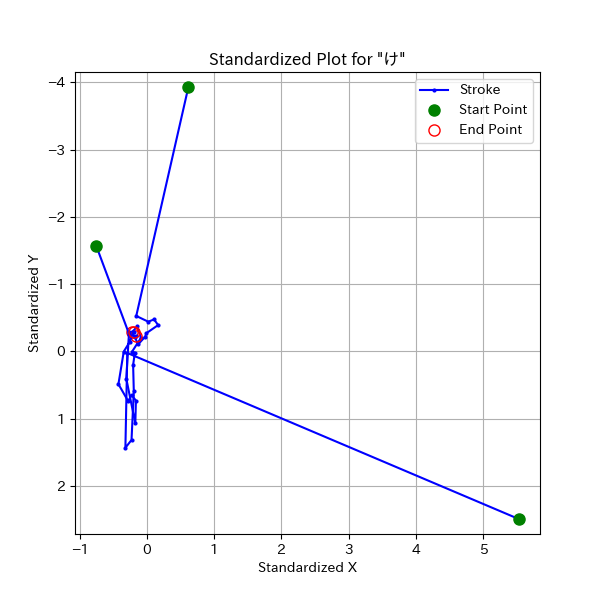 Standardized Plot for "け"
Stroke
Start Point
End Point
Standardized Y
−4
−3
−2
−1
0
1
2
−1 0 1 2 3 4 5
Standardized X